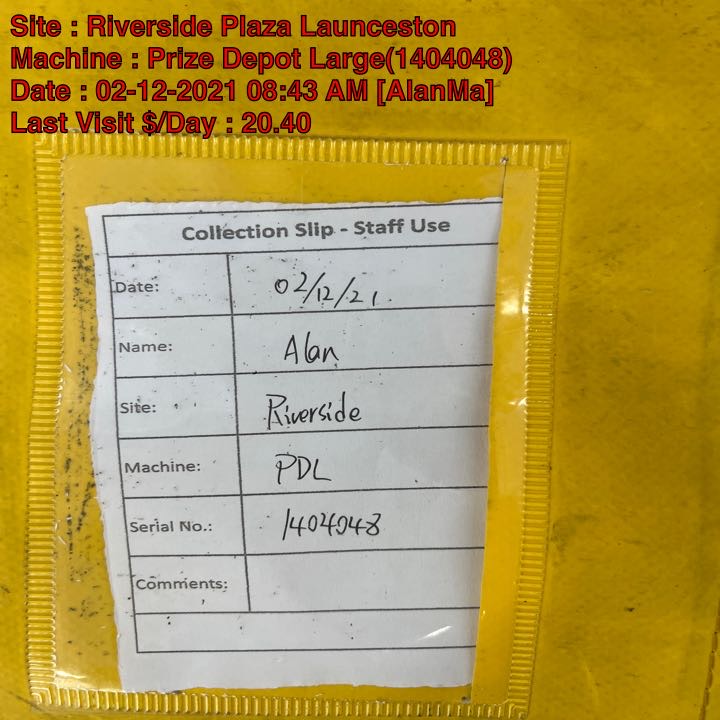 Site : Riverside Plaza Launceston
Machine : Prize Depot Large(1404048)
Date : 02-12-2021 08:43 AM [AlanMa]
Last Visit $/Day : 20.40
Collection Slip - Staff Use
Date: 02/12/21.
Name: Alan
Site: Riverside
Machine: PDL
Serial No.: 1404048
Comments: